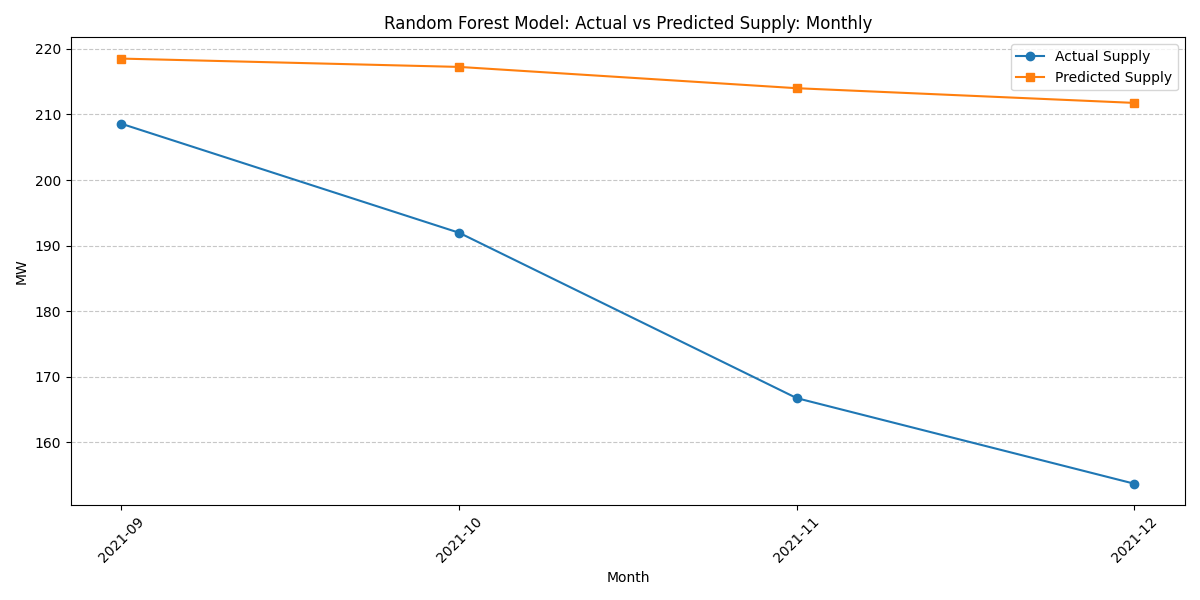 Random Forest Model: Actual vs Predicted Supply: Monthly
Actual Supply
Predicted Supply
220
210
200
190
180
170
160
MW
2021-09
2021-10
2021-11
2021-12
Month